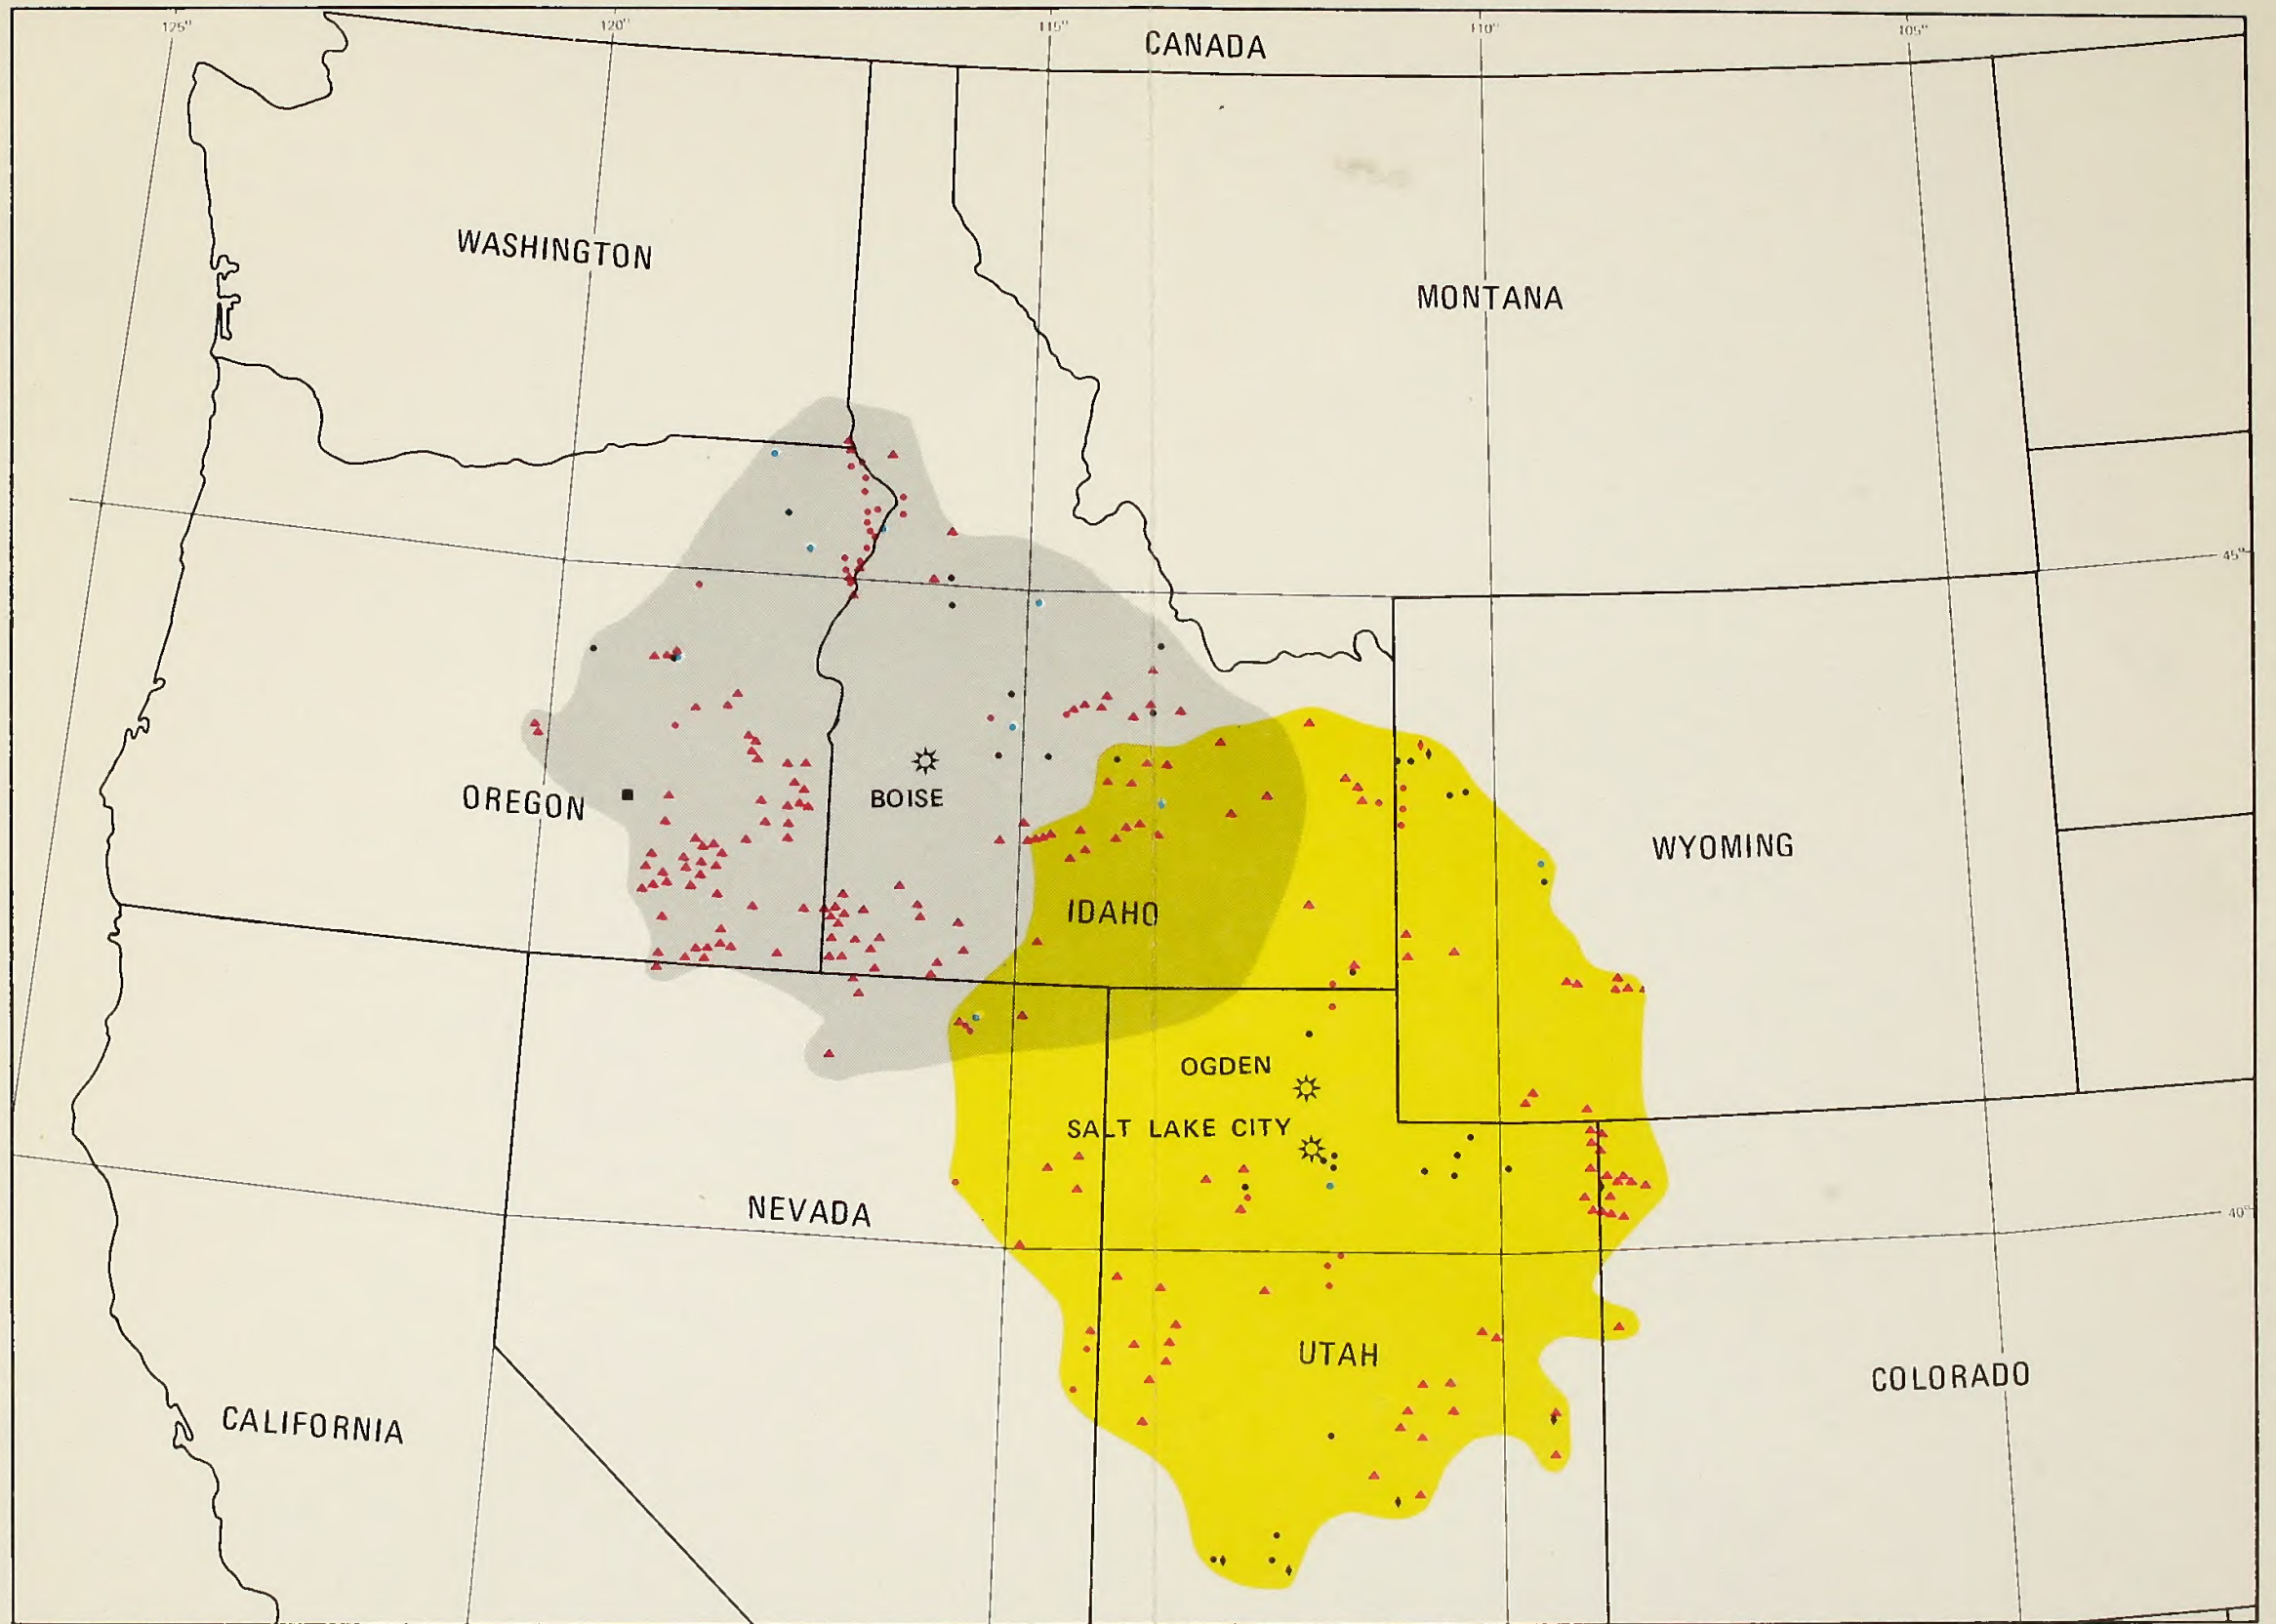 125°
120°
115°
110°
105°
CANADA
WASHINGTON
MONTANA
45°
OREGON
BOISE
WYOMING
IDAHO
OGDEN
SALT LAKE CITY
NEVADA
40°
UTAH
COLORADO
CALIFORNIA